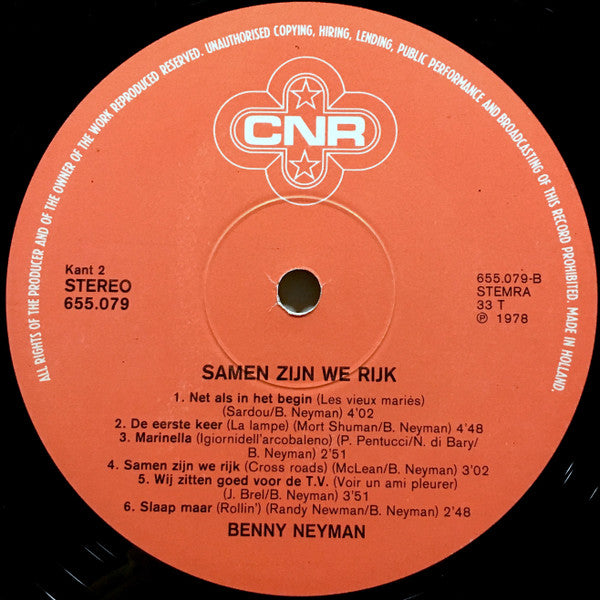 ALL RIGHTS OF THE PRODUCER AND OF THE OWNER OF THE WORK REPRODUCED RESERVED. UNAUTHORISED COPYING, HIRING, LENDING, PUBLIC PERFORMANCE AND BROADCASTING OF THIS RECORD PROHIBITED. MADE IN HOLLAND.
CNR
Kant 2
STEREO
655.079
655.079-B
STEMRA
33 T
℗ 1978
SAMEN ZIJN WE RIJK
1. Net als in het begin (Les vieux mariés)
(Sardou/B. Neyman) 4'02
2. De eerste keer (La lampe) (Mort Shuman/B. Neyman) 4'48
3. Marinella (Igiornidell'arcobaleno) (P. Pentucci/N. di Bary/
B. Neyman) 2'51
4. Samen zijn we rijk (Cross roads) (McLean/B. Neyman) 3'02
5. Wij zitten goed voor de T.V. (Voir un ami pleurer)
(J. Brel/B. Neyman) 3'51
6. Slaap maar (Rollin') (Randy Newman/B. Neyman) 2'48
BENNY NEYMAN